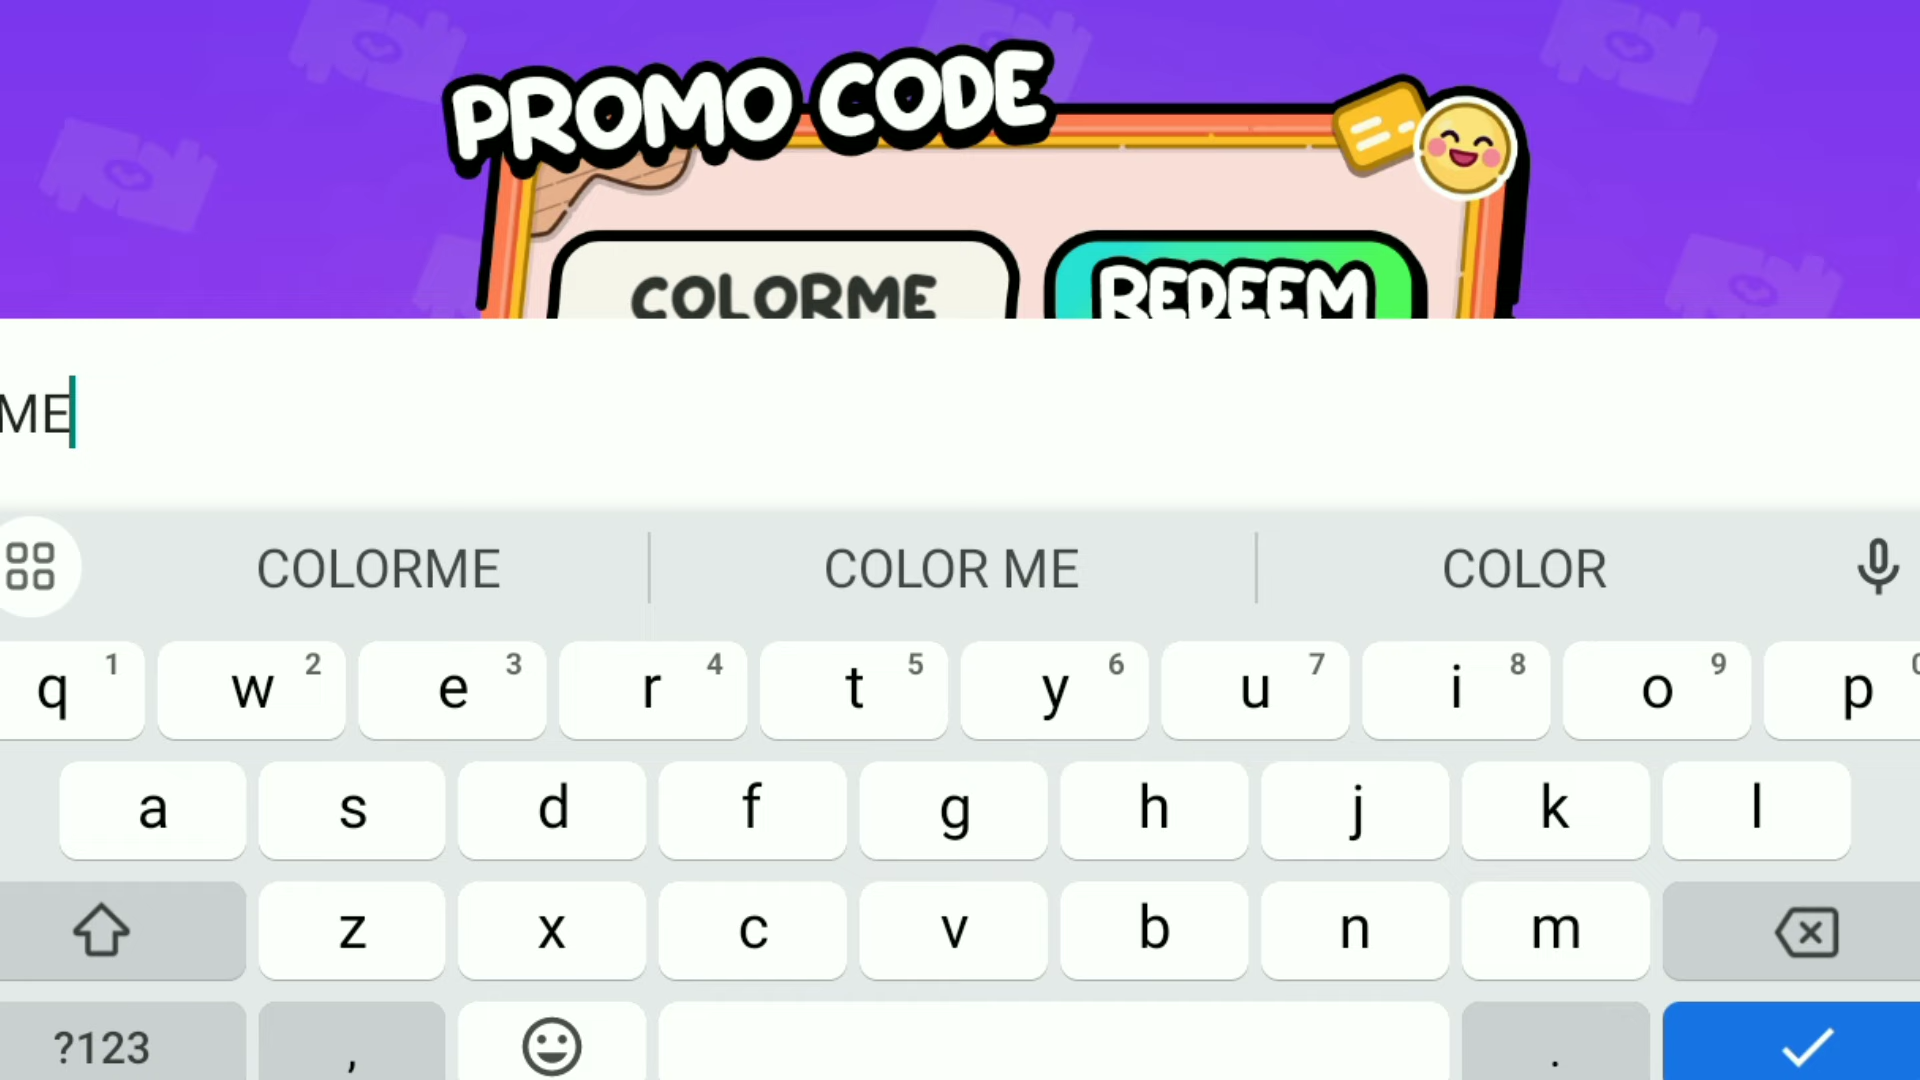 PROMO CODE
COLORME REDEEM
ME
COLORME COLOR ME COLOR
q 1 w 2 e 3 r 4 t 5 y 6 u 7 i 8 o 9 p 0
a s d f g h j k l
z x c v b n m
?123 , .